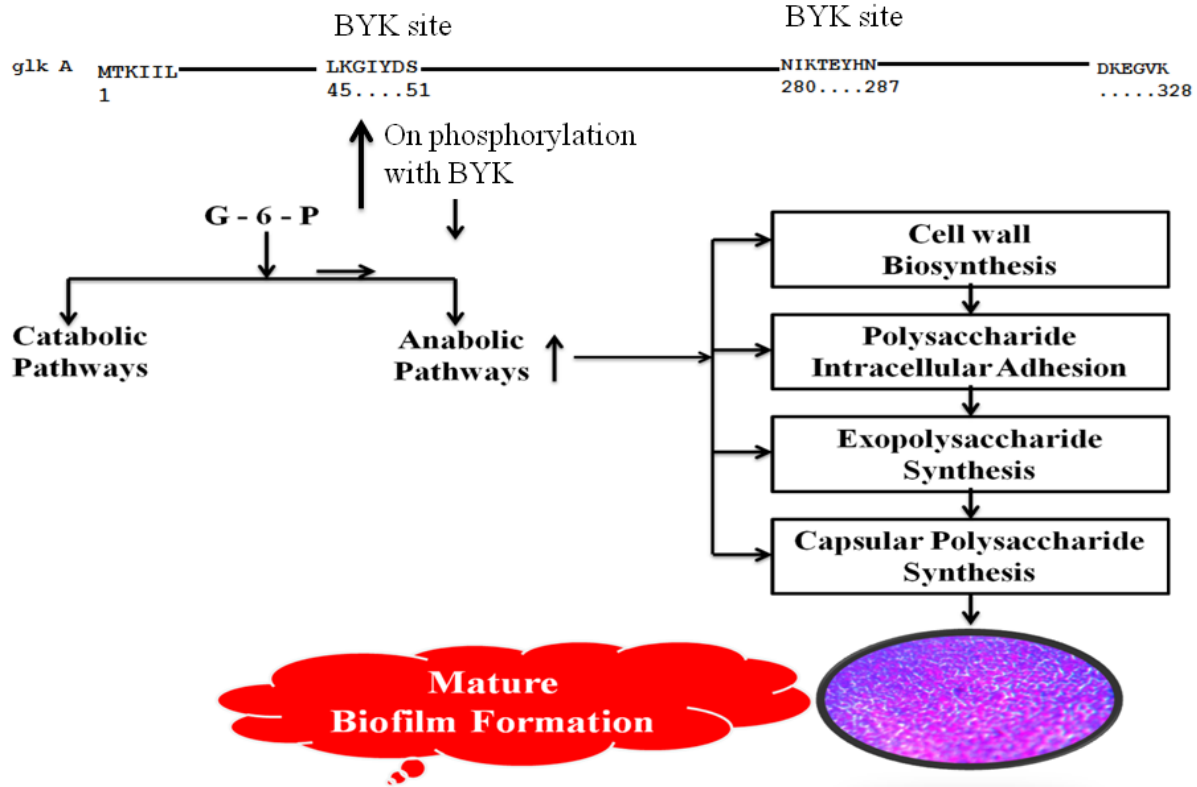 BYK site
BYK site
glk A
MTKIIL
LKGIYDS
NIKTEYHN
DKEGVK
1
45....51
280....287
.....328
On phosphorylation
with BYK
G - 6 - P
Catabolic
Pathways
Anabolic
Pathways
Cell wall
Biosynthesis
Polysaccharide
Intracellular Adhesion
Exopolysaccharide
Synthesis
Capsular Polysaccharide
Synthesis
Mature
Biofilm Formation